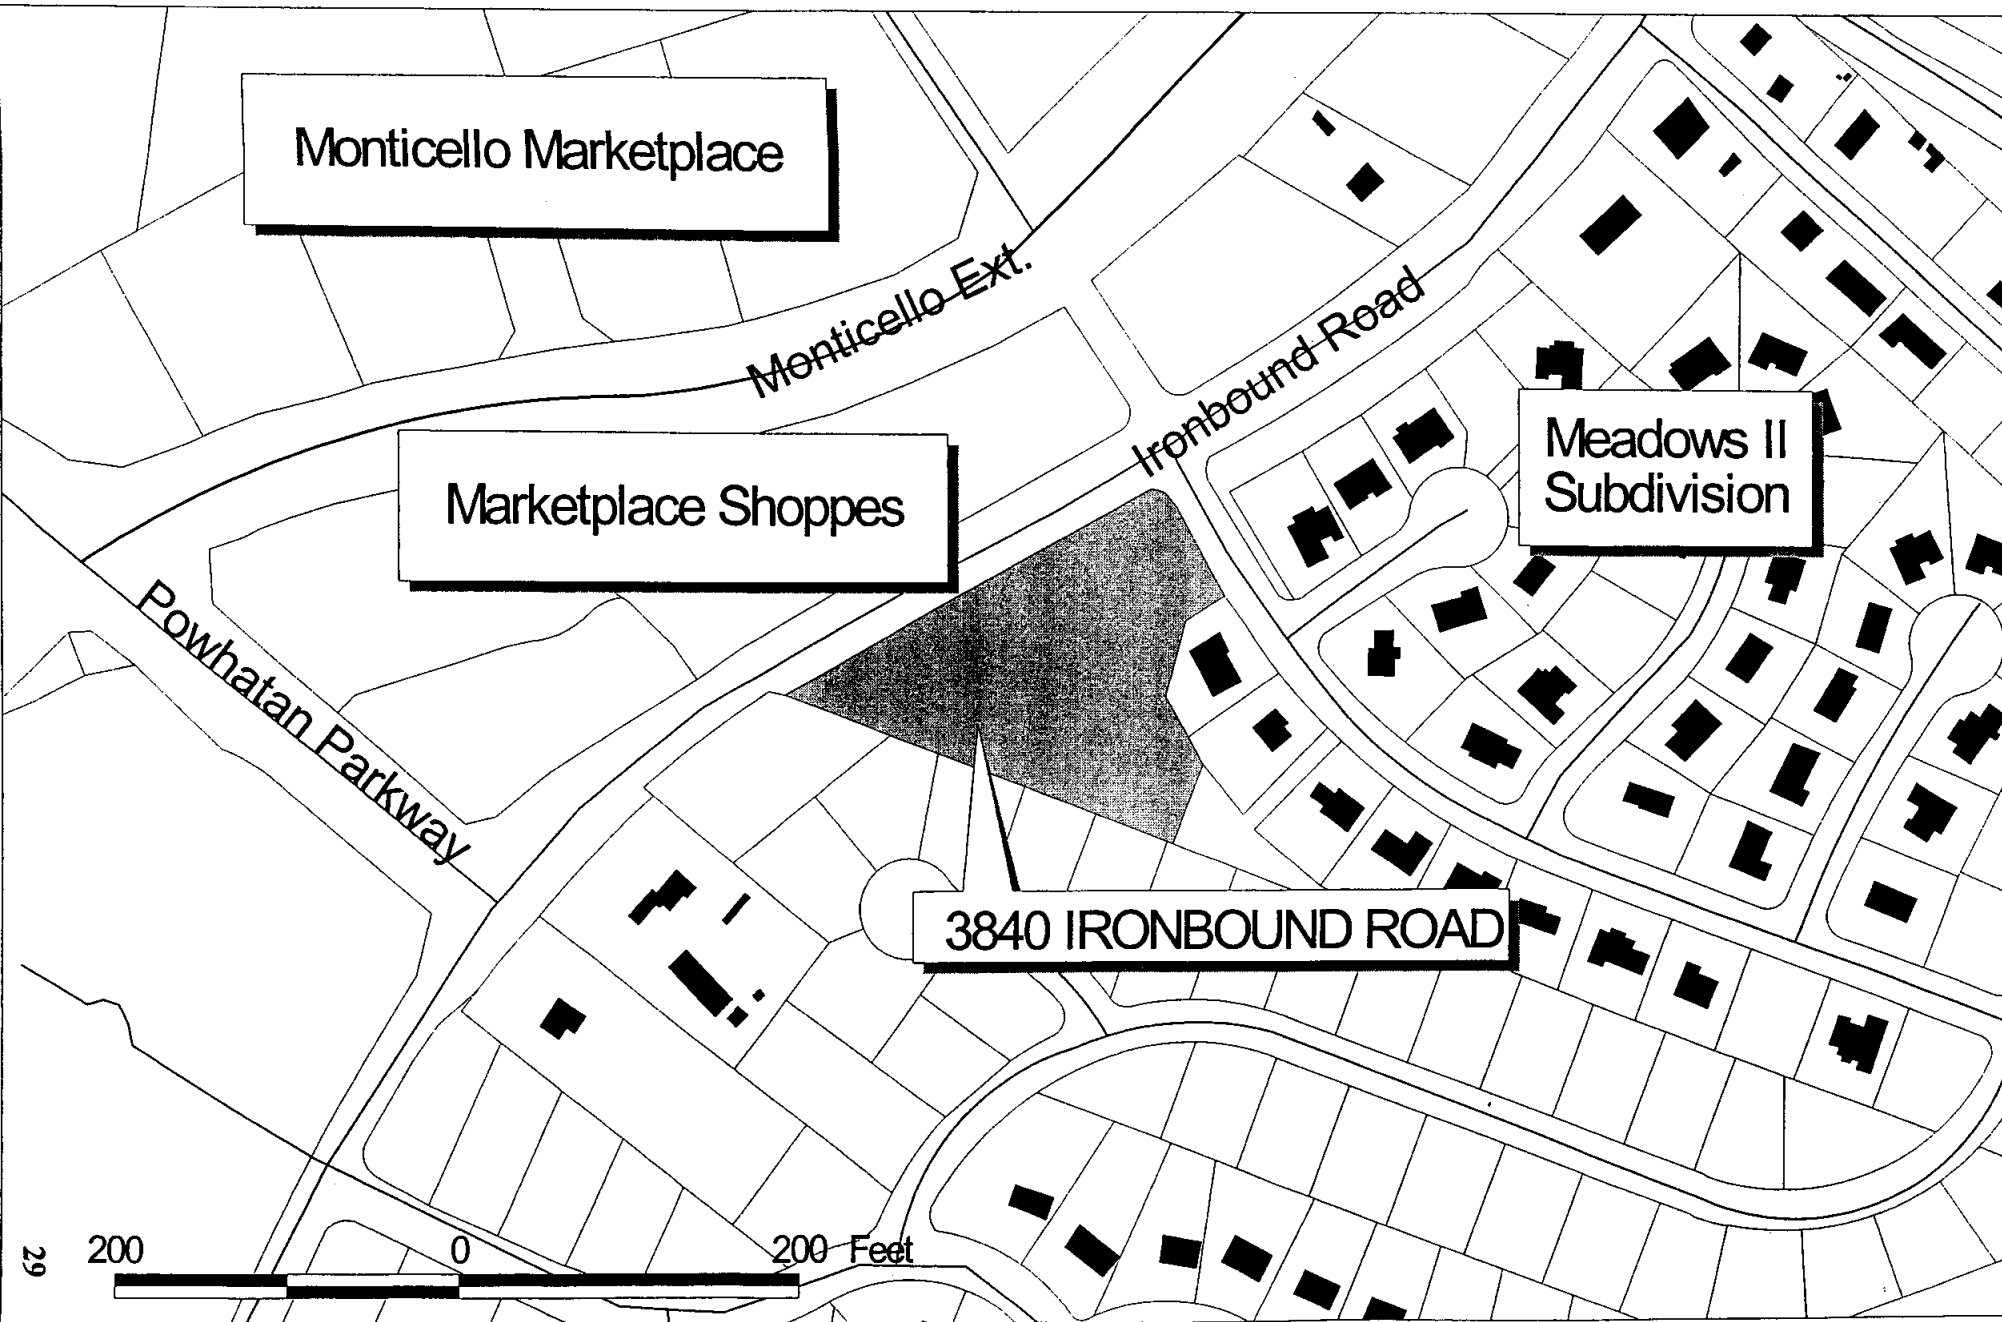 Monticello Marketplace
Monticello Ext.
Ironbound Road
Meadows II
Subdivision
Marketplace Shoppes
Powhatan Parkway
3840 IRONBOUND ROAD
200 0 200 Feet
29